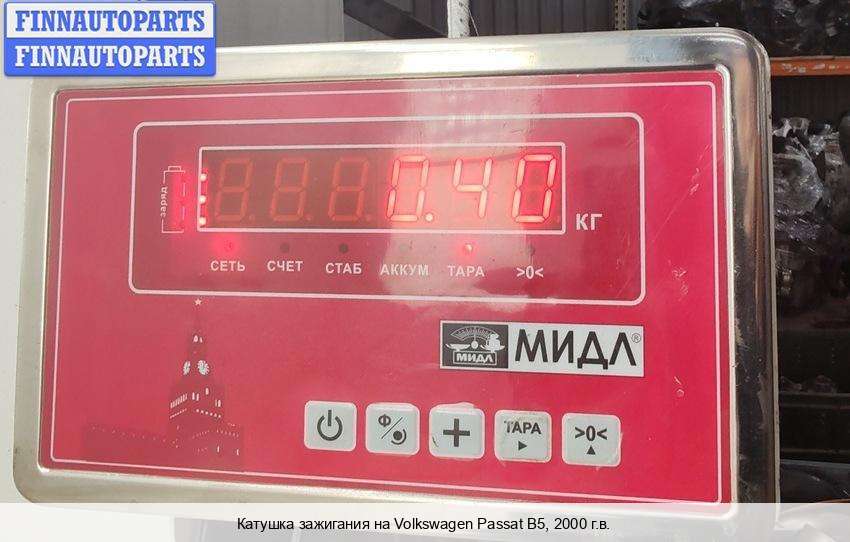 FINNAUTOPARTS
FINNAUTOPARTS
заряд
0.40
КГ
СЕТЬ СЧЕТ СТАБ АККУМ ТАРА >0<
МИДЛ МИДЛ®
Ф ТАРА >0<
Катушка зажигания на Volkswagen Passat B5, 2000 г.в.